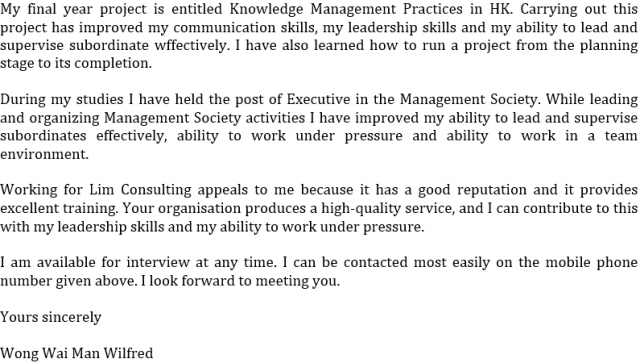 My final year project is entitled Knowledge Management Practices in HK. Carrying out this
project has improved my communication skills, my leadership skills and my ability to lead and
supervise subordinate wffectively. I have also learned how to run a project from the planning
stage to its completion.
During my studies I have held the post of Executive in the Management Society. While leading
and organizing Management Society activities I have improved my ability to lead and supervise
subordinates effectively, ability to work under pressure and ability to work in a team
environment.
Working for Lim Consulting appeals to me because it has a good reputation and it provides
excellent training. Your organisation produces a high-quality service, and I can contribute to this
with my leadership skills and my ability to work under pressure.
I am available for interview at any time. I can be contacted most easily on the mobile phone
number given above. I look forward to meeting you.
Yours sincerely
Wong Wai Man Wilfred